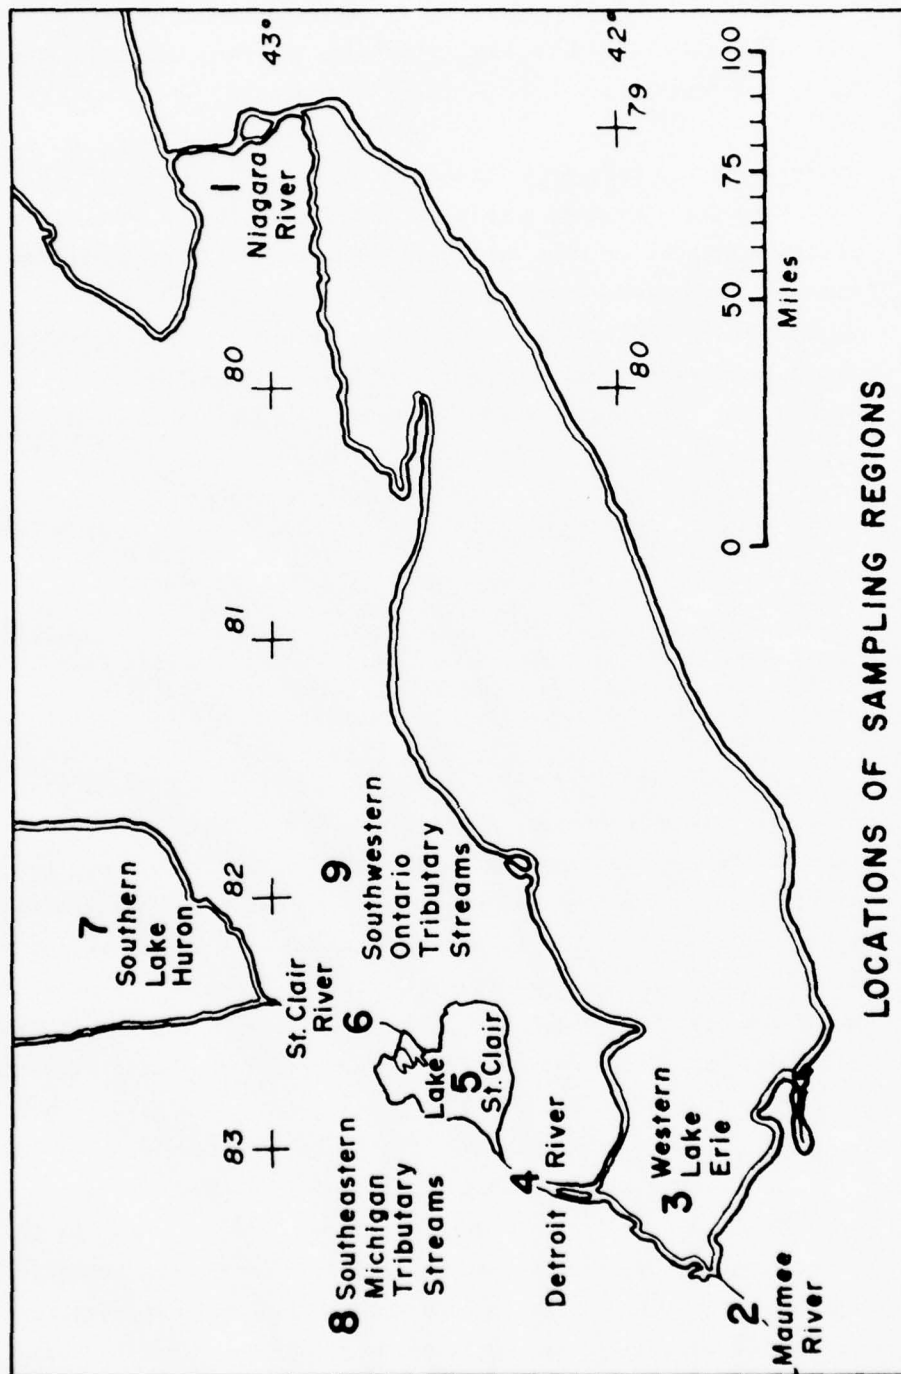 7
Southern
Lake
Huron
83
82
81
80
43°
St. Clair
River
1
Niagara
River
8 Southeastern
Michigan
Tributary
Streams
6
9
Southwestern
Ontario
Tributary
Streams
Lake
5
St. Clair
4
Detroit River
3 Western
Lake
Erie
2
Maumee
River
80
79
42°
0 50 75 100
Miles
LOCATIONS OF SAMPLING REGIONS